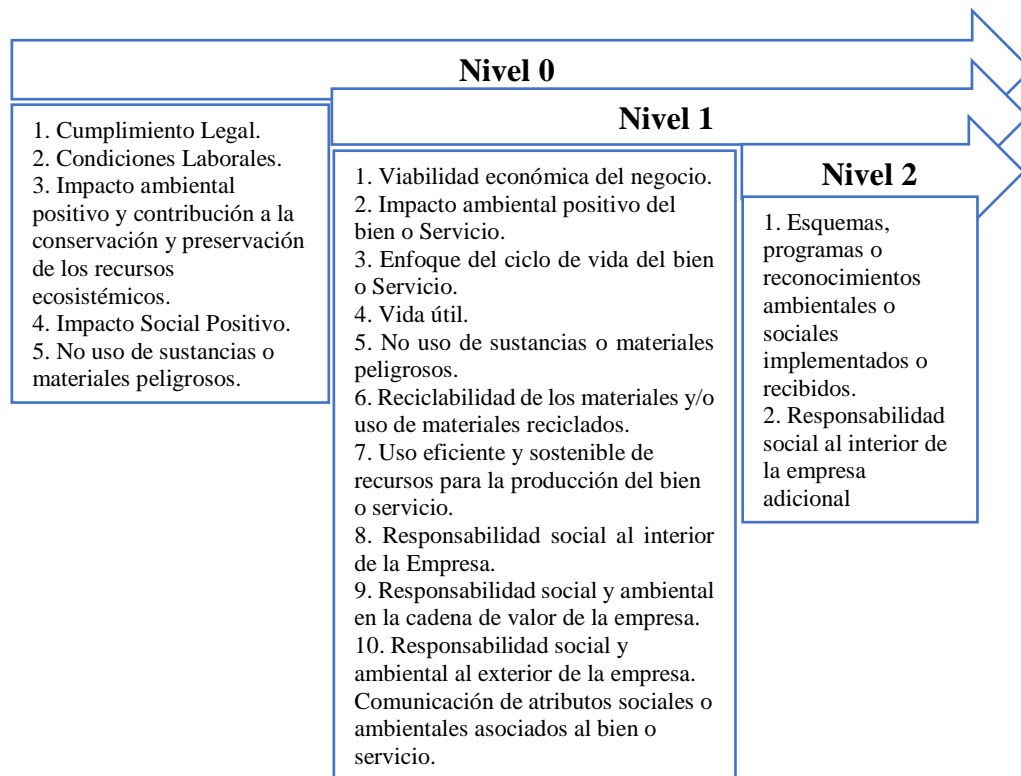 Nivel 0
1. Cumplimiento Legal.
2. Condiciones Laborales.
3. Impacto ambiental
positivo y contribución a la
conservación y preservación
de los recursos
ecosistémicos.
4. Impacto Social Positivo.
5. No uso de sustancias o
materiales peligrosos.
Nivel 1
1. Viabilidad económica del negocio.
2. Impacto ambiental positivo del
bien o Servicio.
3. Enfoque del ciclo de vida del bien
o Servicio.
4. Vida útil.
5. No uso de sustancias o materiales
peligrosos.
6. Reciclabilidad de los materiales y/o
uso de materiales reciclados.
7. Uso eficiente y sostenible de
recursos para la producción del bien
o servicio.
8. Responsabilidad social al interior
de la Empresa.
9. Responsabilidad social y ambiental
en la cadena de valor de la empresa.
10. Responsabilidad social y
ambiental al exterior de la empresa.
Comunicación de atributos sociales o
ambientales asociados al bien o
servicio.
Nivel 2
1. Esquemas,
programas o
reconocimientos
ambientales o
sociales
implementados o
recibidos.
2. Responsabilidad
social al interior de
la empresa
adicional